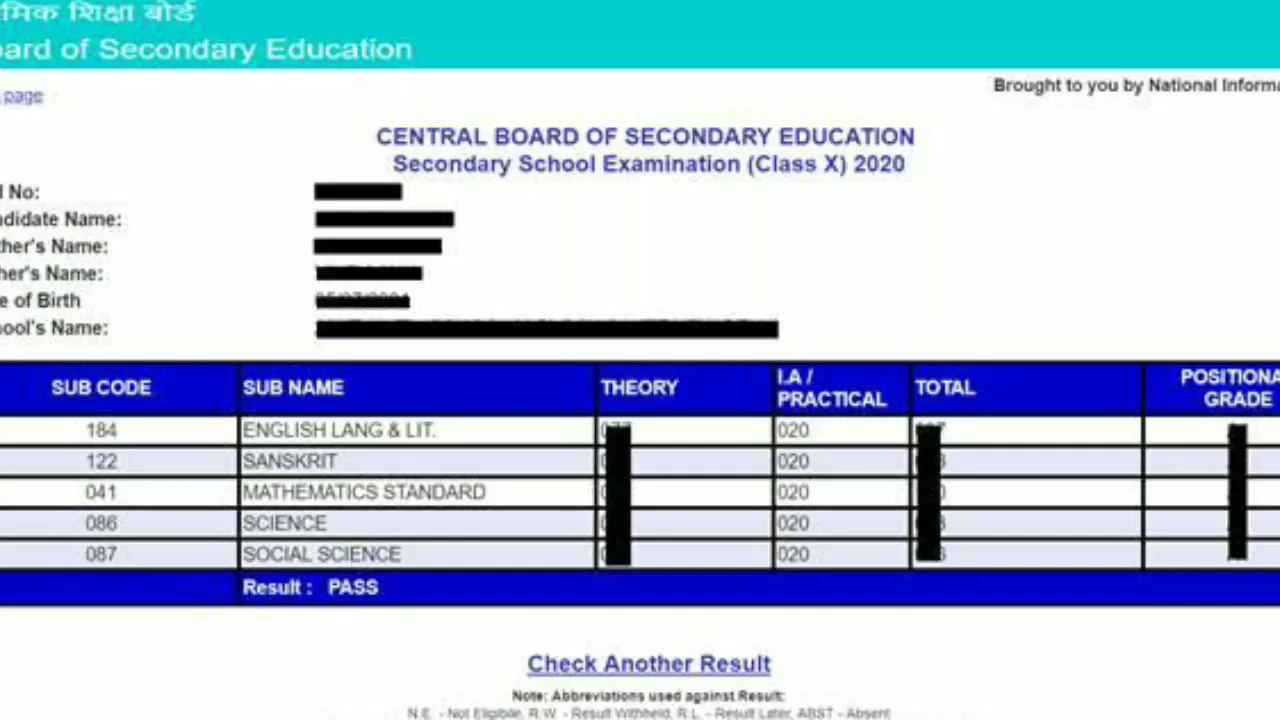 मिक शिक्षा बोर्ड
ard of Secondary Education
page
Brought to you by National Informa
CENTRAL BOARD OF SECONDARY EDUCATION
Secondary School Examination (Class X) 2020
l No:
didate Name:
ther's Name:
her's Name:
e of Birth
ool's Name:
SUB CODE SUB NAME THEORY I.A / PRACTICAL TOTAL POSITIONA GRADE
184 ENGLISH LANG & LIT. 020
122 SANSKRIT 020
041 MATHEMATICS STANDARD 020
086 SCIENCE 020
087 SOCIAL SCIENCE 020
Result : PASS
Check Another Result
Note: Abbreviations used against Result:
N.E. - Not Eligible, R.W. - Result Withheld, R.L. - Result Later, ABST - Absent